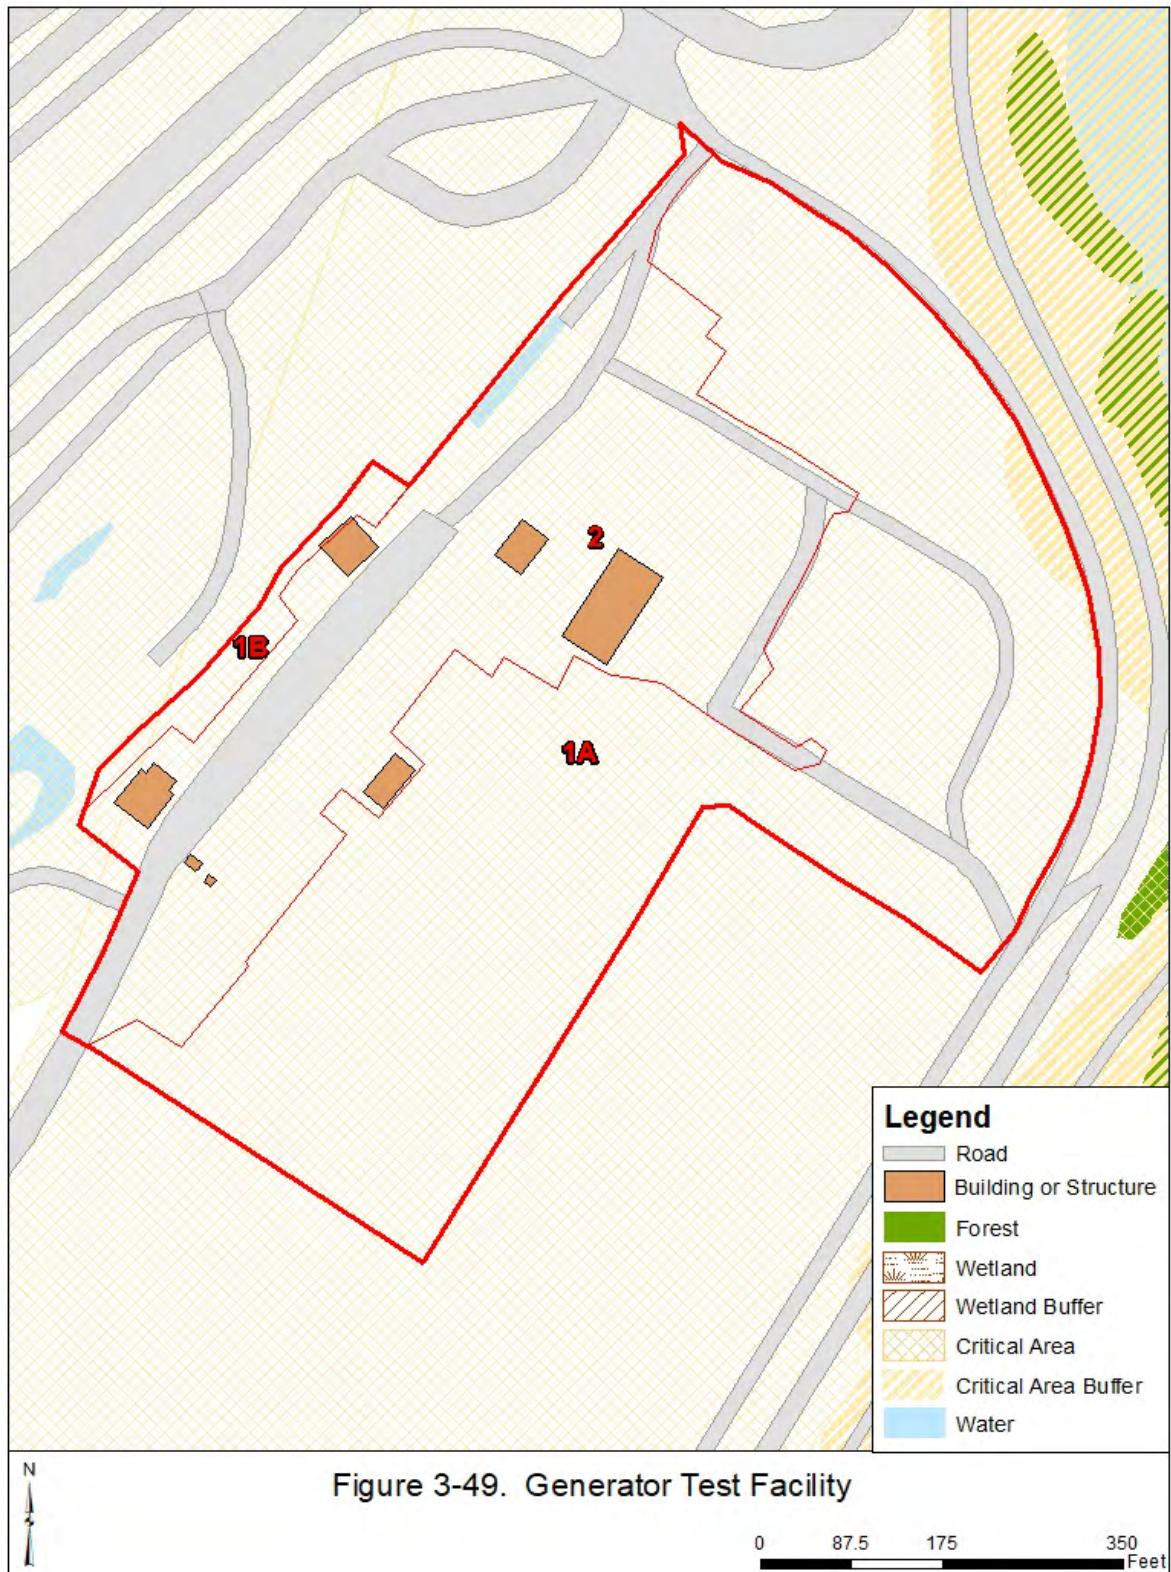 2
1B
1A
Legend
Road
Building or Structure
Forest
Wetland
Wetland Buffer
Critical Area
Critical Area Buffer
Water
N
Figure 3-49. Generator Test Facility
0 87.5 175 350
Feet